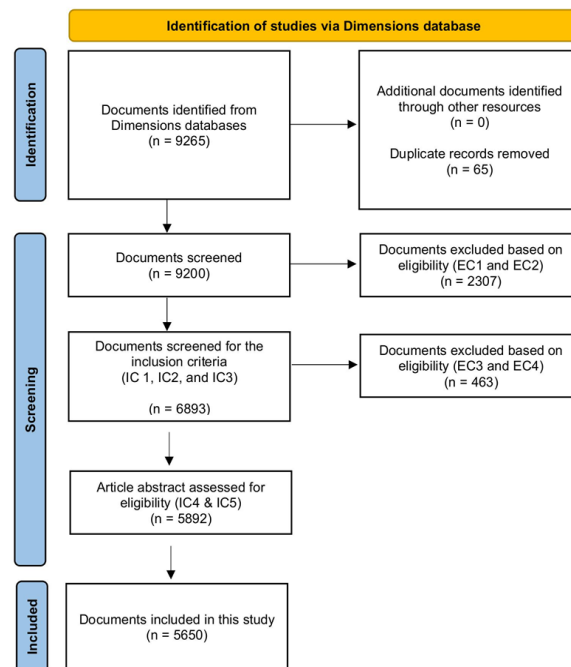 Identification of studies via Dimensions database
Identification
Documents identified from
Dimensions databases
(n = 9265)
Additional documents identified
through other resources
(n = 0)
Duplicate records removed
(n = 65)
Screening
Documents screened
(n = 9200)
Documents excluded based on
eligibility (EC1 and EC2)
n = 2307)
Documents screened for the
inclusion criteria
(IC 1, IC2, and IC3)
(n = 6893)
Documents excluded based on
eligibility (EC3 and EC4)
n = 463)
Article abstract assessed for
eligibility (IC4 & IC5)
(n = 5892)
Included
Documents included in this study
(n = 5650)